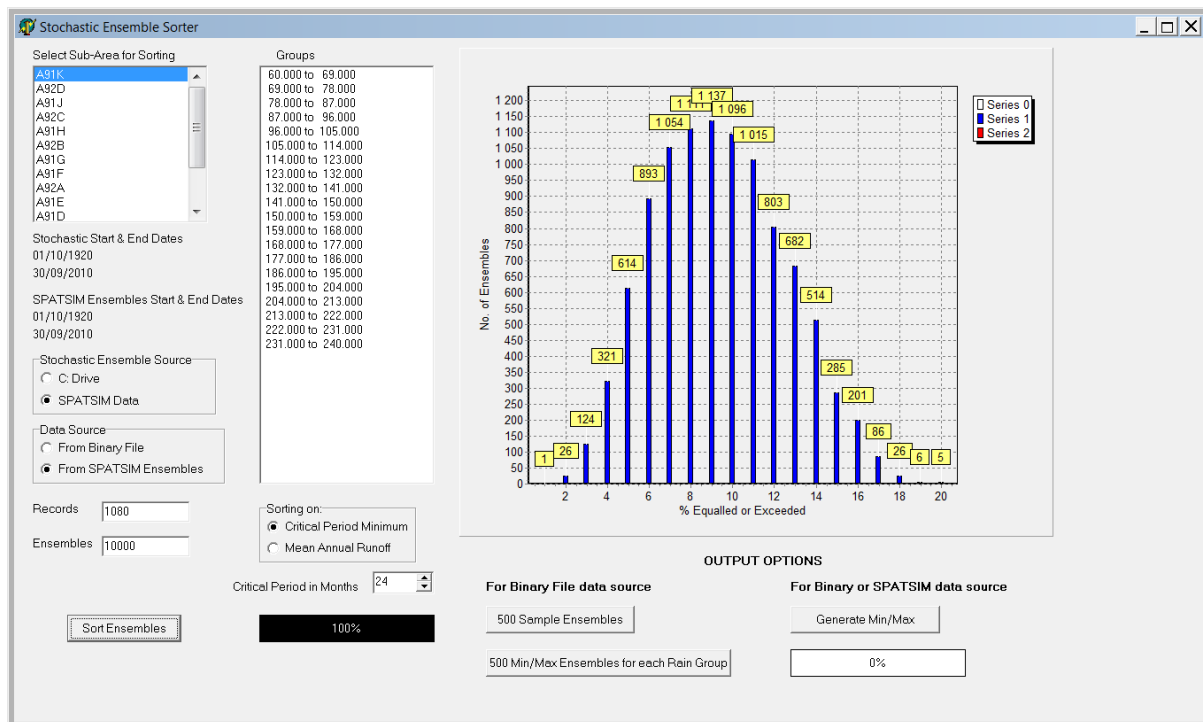 Stochastic Ensemble Sorter
Select Sub-Area for Sorting
A91K
A92D
A91J
A92C
A91H
A92B
A91G
A91F
A92A
A91E
A91D
Stochastic Start & End Dates
01/10/1920
30/09/2010
SPATSIM Ensembles Start & End Dates
01/10/1920
30/09/2010
Stochastic Ensemble Source
C: Drive
SPATSIM Data
Data Source
From Binary File
From SPATSIM Ensembles
Records 1080
Ensembles 10000
Sort Ensembles
Groups
60.000 to 69.000
69.000 to 78.000
78.000 to 87.000
87.000 to 96.000
96.000 to 105.000
105.000 to 114.000
114.000 to 123.000
123.000 to 132.000
132.000 to 141.000
141.000 to 150.000
150.000 to 159.000
159.000 to 168.000
168.000 to 177.000
177.000 to 186.000
186.000 to 195.000
195.000 to 204.000
204.000 to 213.000
213.000 to 222.000
222.000 to 231.000
231.000 to 240.000
Sorting on:
Critical Period Minimum
Mean Annual Runoff
Critical Period in Months 24
100%
No. of Ensembles
1 200
1 150
1 100
1 050
1 000
950
900
850
800
750
700
650
600
550
500
450
400
350
300
250
200
150
100
50
0
1
26
124
321
614
893
1 054
1 137
1 096
1 015
803
682
514
285
201
86
26
6
5
2 4 6 8 10 12 14 16 18 20
% Equalled or Exceeded
Series 0
Series 1
Series 2
OUTPUT OPTIONS
For Binary File data source
500 Sample Ensembles
500 Min/Max Ensembles for each Rain Group
For Binary or SPATSIM data source
Generate Min/Max
0%